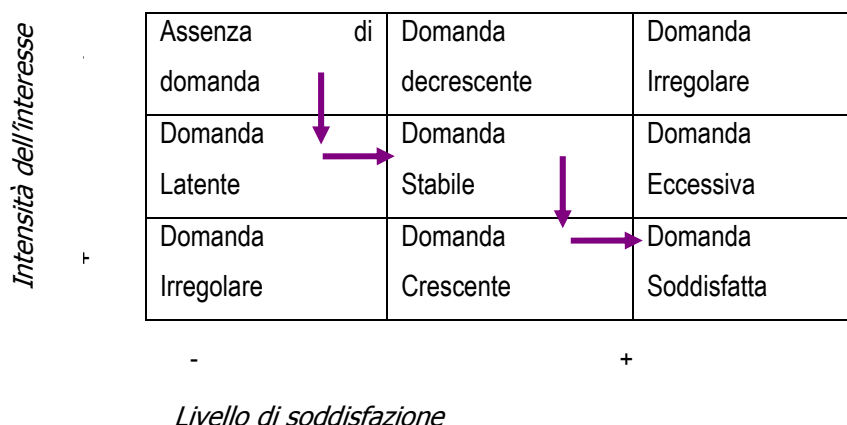 Intensità dell'interesse
Assenza di
domanda
Domanda
decrescente
Domanda
Irregolare
Domanda
Latente
Domanda
Stabile
Domanda
Eccessiva
+
Domanda
Irregolare
Domanda
Crescente
Domanda
Soddisfatta
- +
Livello di soddisfazione